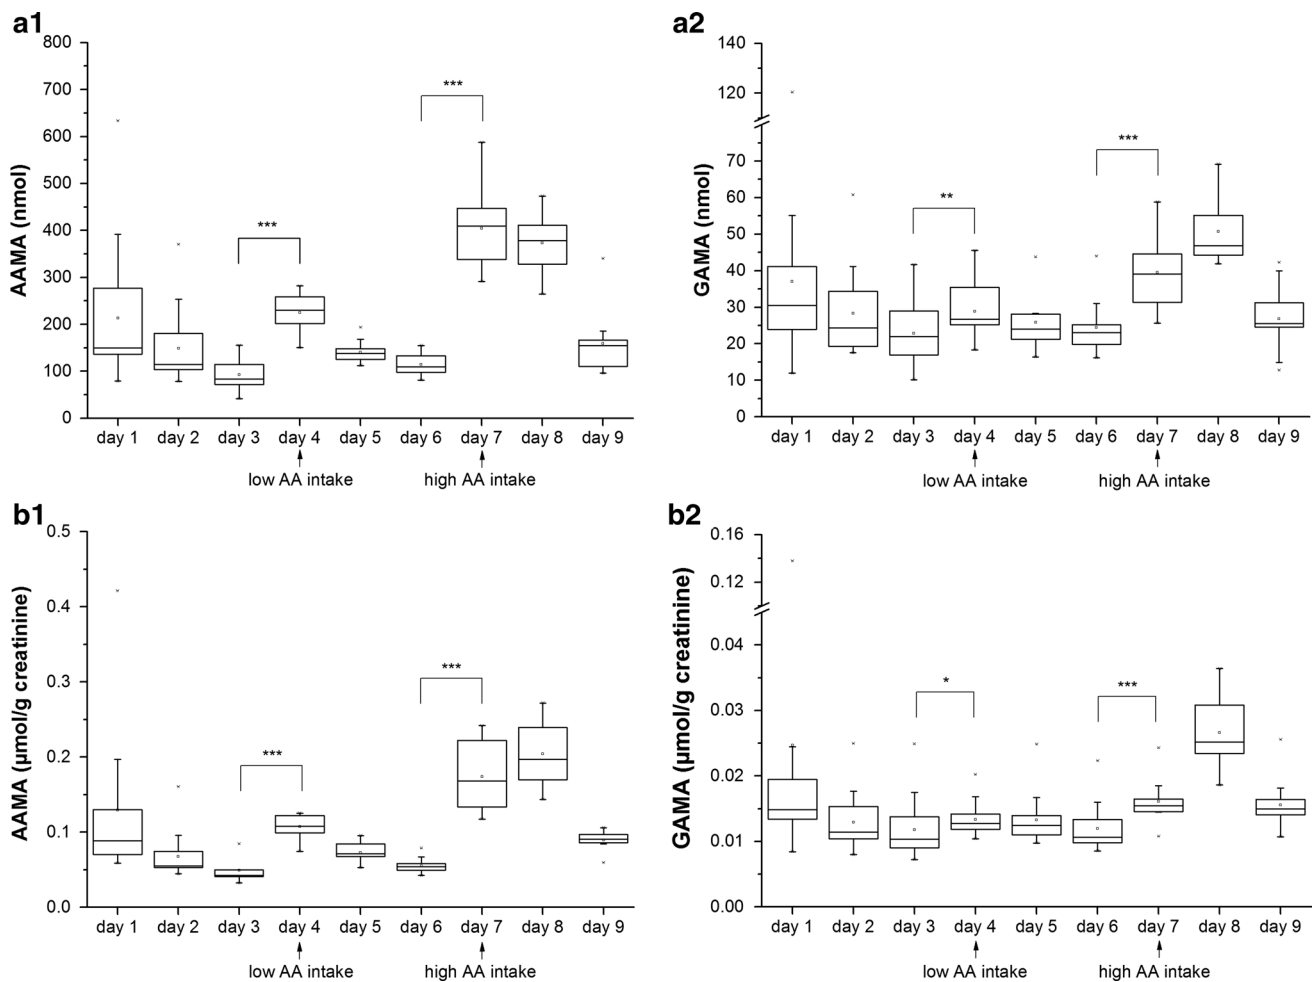 a1
AAMA (nmol)
800
700
600
500
400
300
200
100
0
***
***
day 1 day 2 day 3 day 4 day 5 day 6 day 7 day 8 day 9
low AA intake high AA intake
a2
GAMA (nmol)
140
120
70
60
50
40
30
20
10
0
**
***
day 1 day 2 day 3 day 4 day 5 day 6 day 7 day 8 day 9
low AA intake high AA intake
b1
AAMA (µmol/g creatinine)
0.5
0.4
0.3
0.2
0.1
0.0
***
***
day 1 day 2 day 3 day 4 day 5 day 6 day 7 day 8 day 9
low AA intake high AA intake
b2
GAMA (µmol/g creatinine)
0.16
0.12
0.04
0.03
0.02
0.01
0.00
*
***
day 1 day 2 day 3 day 4 day 5 day 6 day 7 day 8 day 9
low AA intake high AA intake